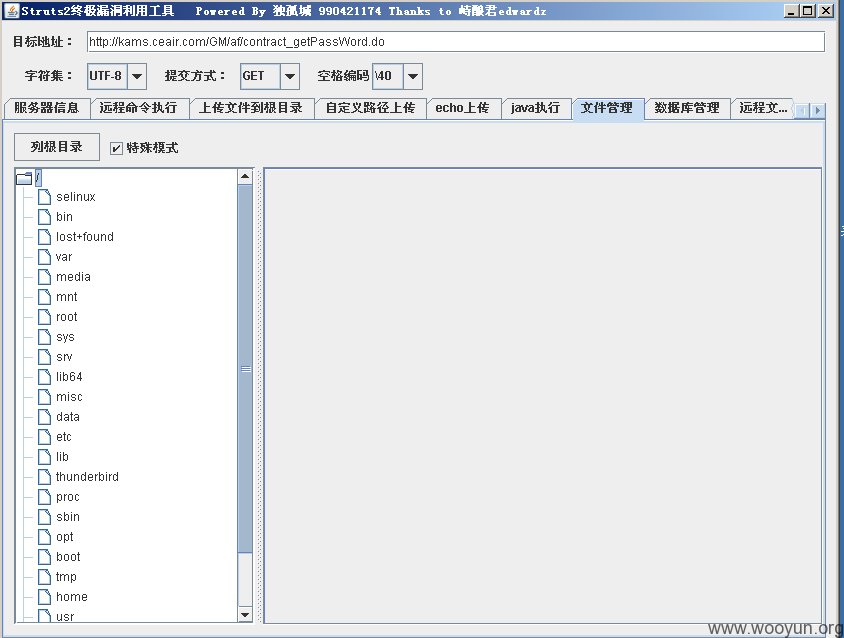 Struts2终极漏洞利用工具 Powered By 独孤城 990421174 Thanks to 峙酿君edwardz
目标地址： http://kams.ceair.com/GM/af/contract_getPassWord.do
字符集： UTF-8 提交方式： GET 空格编码 \40
服务器信息 远程命令执行 上传文件到根目录 自定义路径上传 echo上传 java执行 文件管理 数据库管理 远程文...
列根目录 特殊模式
/
selinux
bin
lost+found
var
media
mnt
root
sys
srv
lib64
misc
data
etc
lib
thunderbird
proc
sbin
opt
boot
tmp
home
usr
www.wooyun.org